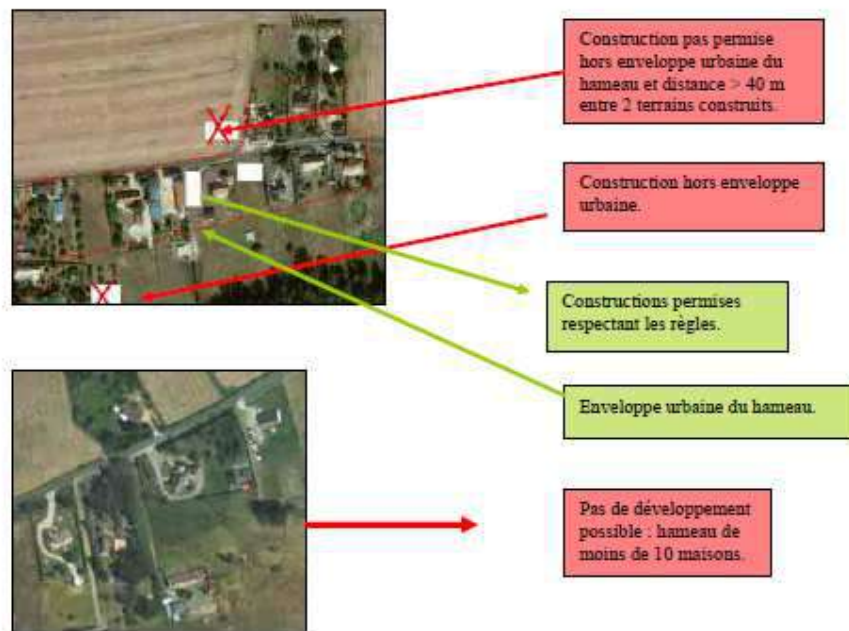 Construction pas permise
hors enveloppe urbaine du
hameau et distance > 40 m
entre 2 terrains construits.
Construction hors enveloppe
urbaine.
Constructions permises
respectant les règles.
Enveloppe urbaine du hameau.
Pas de développement
possible : hameau de
moins de 10 maisons.